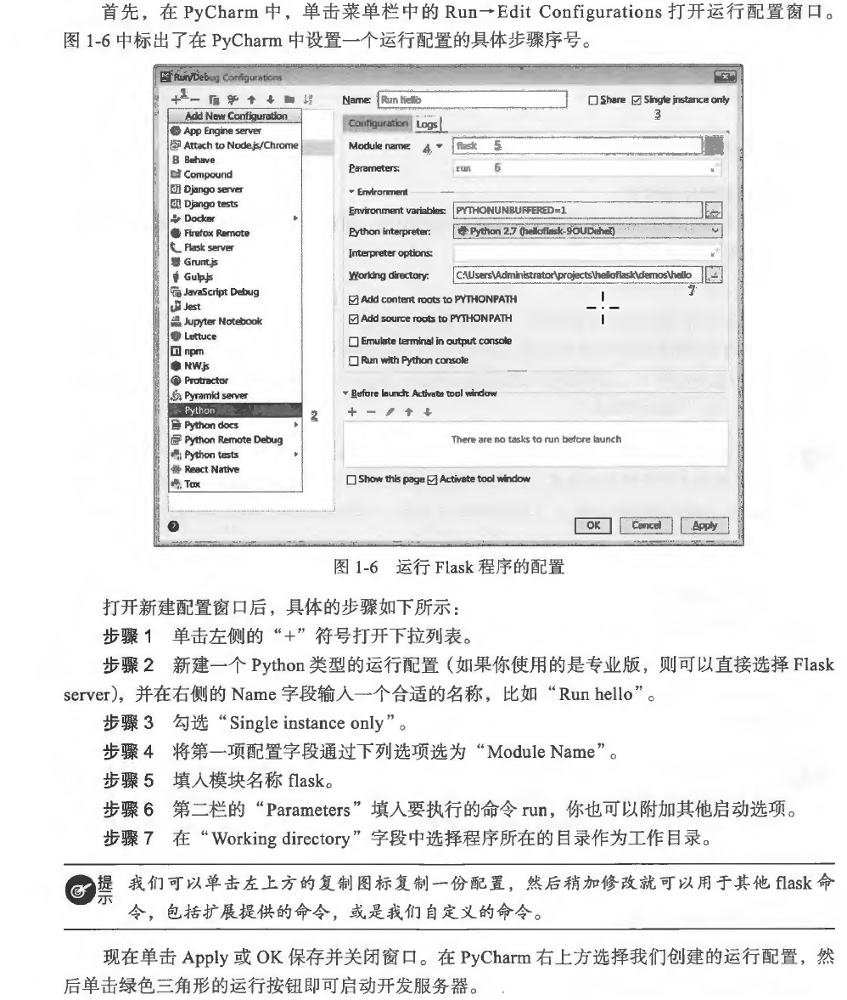 首先，在 PyCharm 中，单击菜单栏中的 Run→Edit Configurations 打开运行配置窗口。
图 1-6 中标出了在 PyCharm 中设置一个运行配置的具体步骤序号。
Run/Debug Configurations
1
Add New Configuration
App Engine server
Attach to Node.js/Chrome
Behave
Compound
Django server
Django tests
Docker
Firefox Remote
Flask server
Grunt.js
Gulp.js
JavaScript Debug
Jest
Jupyter Notebook
Lettuce
npm
NW.js
Protractor
Pyramid server
Python
2
Python docs
Python Remote Debug
Python tests
React Native
Tox
Name: Run hello
Share Single instance only
3
Configuration Logs
Module name: 4 flask 5
Parameters: run 6
Environment
Environment variables: PYTHONUNBUFFERED=1
Python interpreter: Python 2.7 (helloflask-9OUDehel)
Interpreter options:
Working directory: C:\Users\Administrator\projects\helloflask\demos\hello
7
Add content roots to PYTHONPATH
Add source roots to PYTHONPATH
Emulate terminal in output console
Run with Python console
Before launch: Activate tool window
There are no tasks to run before launch
Show this page Activate tool window
OK Cancel Apply
图 1-6 运行 Flask 程序的配置
打开新建配置窗口后，具体的步骤如下所示：
步骤 1 单击左侧的“+”符号打开下拉列表。
步骤 2 新建一个 Python 类型的运行配置（如果你使用的是专业版，则可以直接选择 Flask
server），并在右侧的 Name 字段输入一个合适的名称，比如“Run hello”。
步骤 3 勾选“Single instance only”。
步骤 4 将第一项配置字段通过下列选项选为“Module Name”。
步骤 5 填入模块名称 flask。
步骤 6 第二栏的“Parameters”填入要执行的命令 run，你也可以附加其他启动选项。
步骤 7 在“Working directory”字段中选择程序所在的目录作为工作目录。
提示 我们可以单击左上方的复制图标复制一份配置，然后稍加修改就可以用于其他 flask 命
令，包括扩展提供的命令，或是我们自定义的命令。
现在单击 Apply 或 OK 保存并关闭窗口。在 PyCharm 右上方选择我们创建的运行配置，然
后单击绿色三角形的运行按钮即可启动开发服务器。